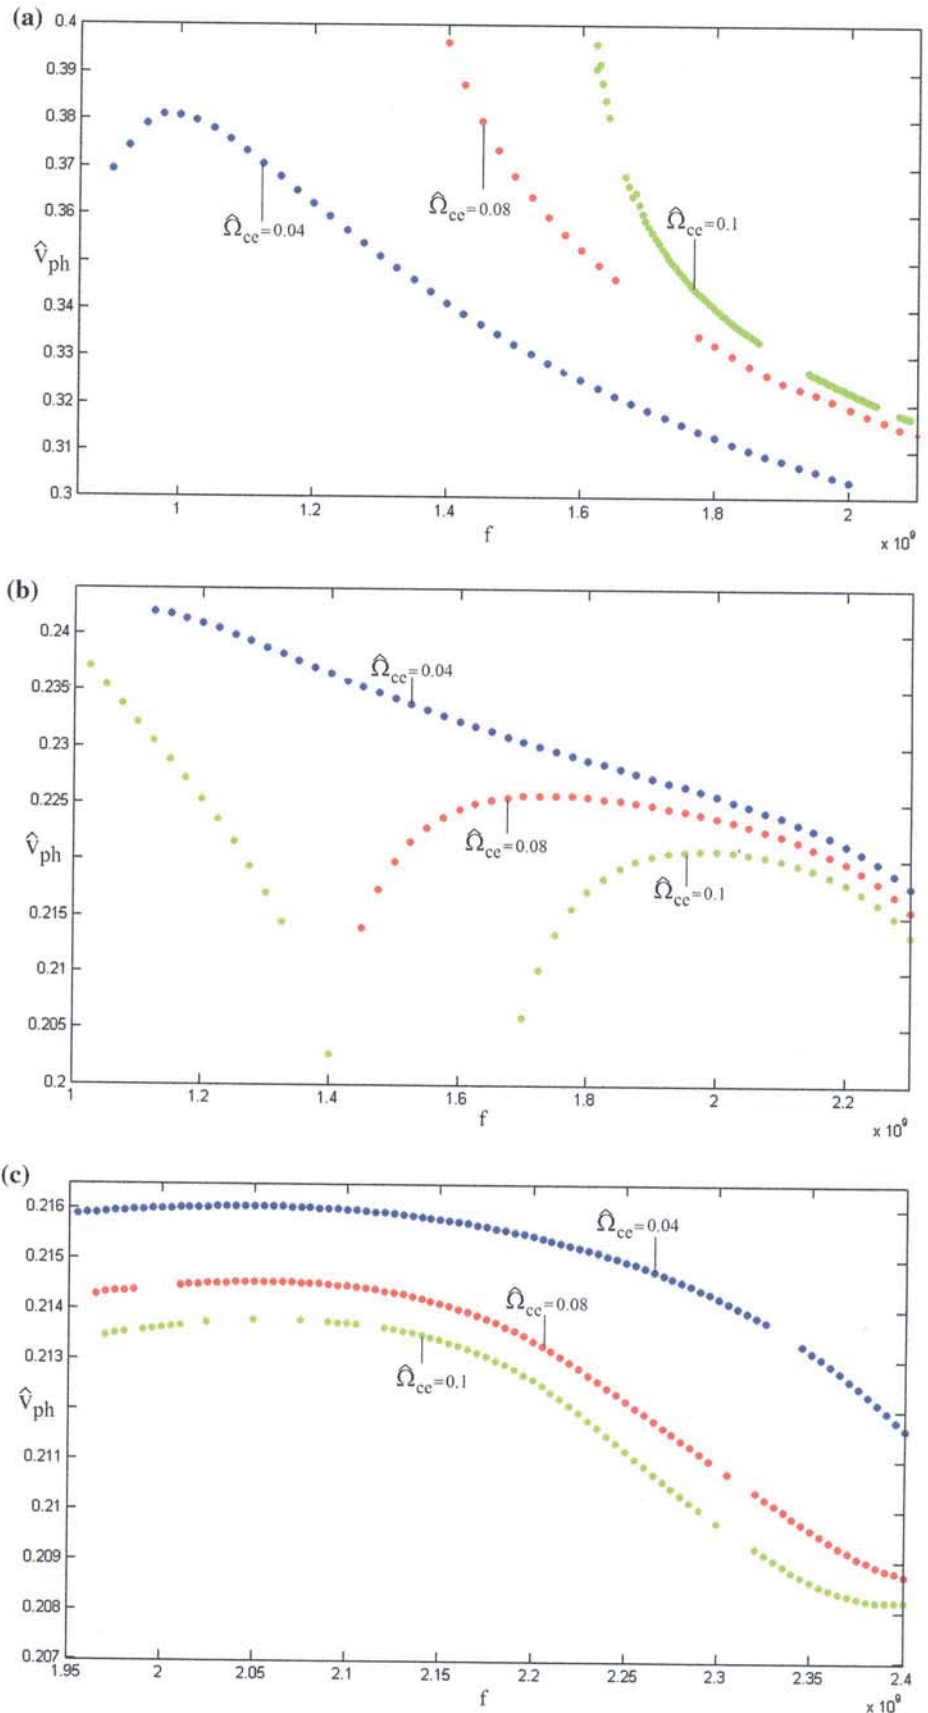 (a)
0.4
0.39
0.38
0.37
0.36
V̂ph
0.34
0.33
0.32
0.31
0.3
Ω̂ce=0.04
Ω̂ce=0.08
Ω̂ce=0.1
1 1.2 1.4 1.6 1.8 2
f
x 10⁹
(b)
0.24
0.235
0.23
0.225
V̂ph
0.215
0.21
0.205
0.2
Ω̂ce=0.04
Ω̂ce=0.08
Ω̂ce=0.1
1 1.2 1.4 1.6 1.8 2 2.2
f
x 10⁹
(c)
0.216
0.215
0.214
0.213
V̂ph
0.211
0.21
0.209
0.208
0.207
Ω̂ce=0.04
Ω̂ce=0.08
Ω̂ce=0.1
1.95 2 2.05 2.1 2.15 2.2 2.25 2.3 2.35 2.4
f
x 10⁹